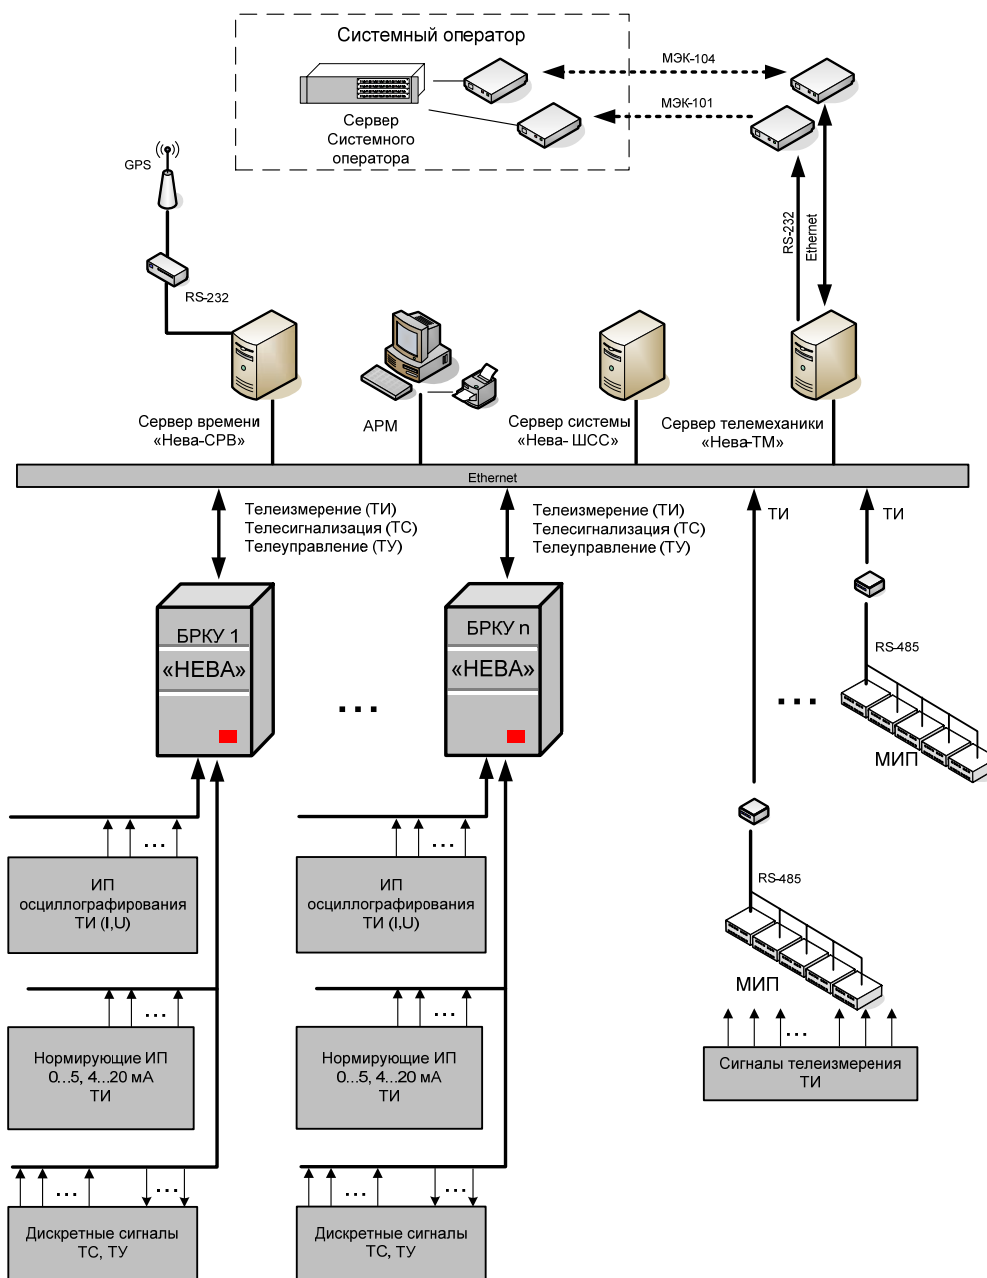 Системный оператор
МЭК-104
МЭК-101
Сервер
Системного
оператора
GPS
RS-232
RS-232
Ethernet
Сервер времени
«Нева-СРВ»
АРМ
Сервер системы
«Нева- ШСС»
Сервер телемеханики
«Нева-ТМ»
Ethernet
Телеизмерение (ТИ)
Телесигнализация (ТС)
Телеуправление (ТУ)
Телеизмерение (ТИ)
Телесигнализация (ТС)
Телеуправление (ТУ)
ТИ
ТИ
БРКУ 1
«НЕВА»
...
БРКУ n
«НЕВА»
RS-485
...
МИП
...
ИП
осциллографирования
ТИ (I,U)
...
ИП
осциллографирования
ТИ (I,U)
RS-485
МИП
...
Нормирующие ИП
0...5, 4...20 мА
ТИ
...
Нормирующие ИП
0...5, 4...20 мА
ТИ
...
Сигналы телеизмерения
ТИ
... ...
Дискретные сигналы
ТС, ТУ
... ...
Дискретные сигналы
ТС, ТУ